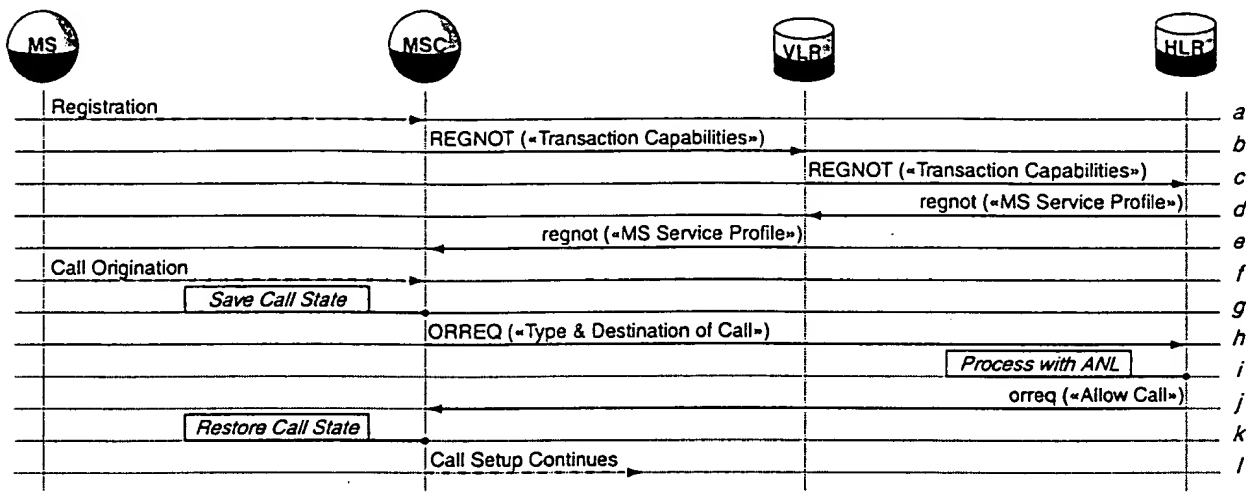 MS MSC VLR* HLR*
Registration a
REGNOT («Transaction Capabilities») b
REGNOT («Transaction Capabilities») c
regnot («MS Service Profile») d
regnot («MS Service Profile») e
Call Origination f
Save Call State g
ORREQ («Type & Destination of Call») h
Process with ANL i
orreq («Allow Call») j
Restore Call State k
Call Setup Continues l